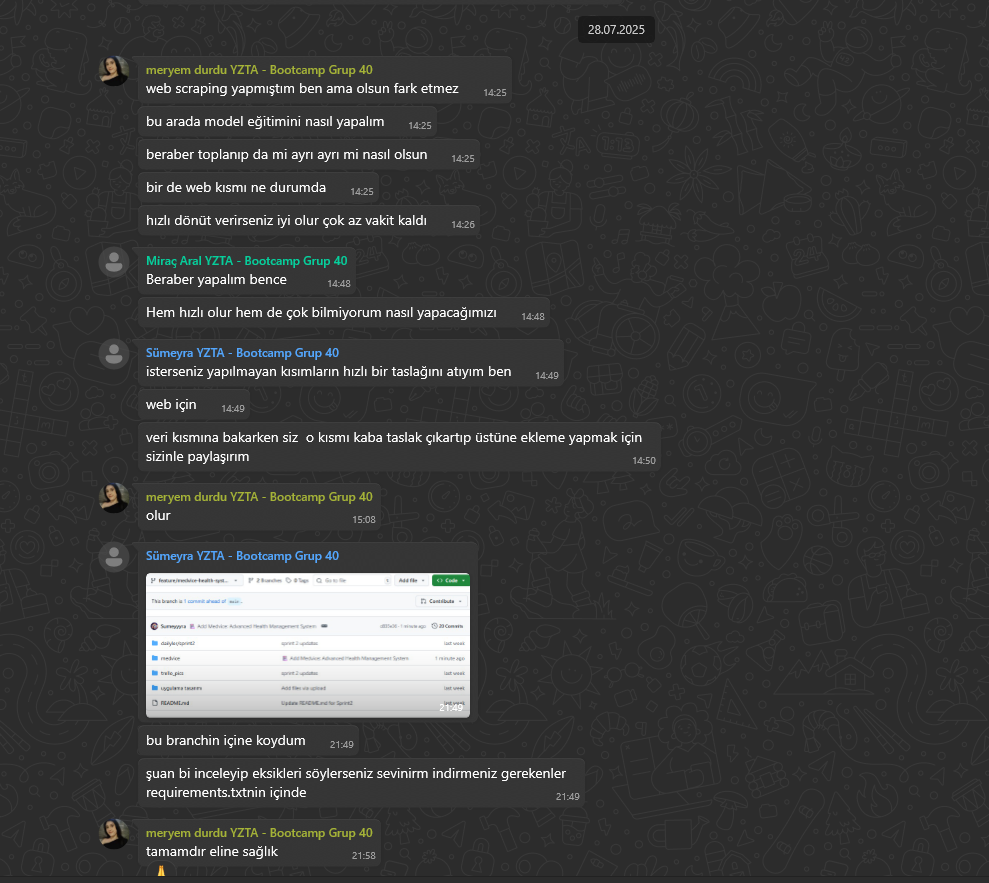 28.07.2025
meryem durdu YZTA - Bootcamp Grup 40
web scraping yapmıştım ben ama olsun fark etmez 14:25
bu arada model eğitimini nasıl yapalım 14:25
beraber toplanıp da mi ayrı ayrı mi nasıl olsun 14:25
bir de web kısmı ne durumda 14:25
hızlı dönüt verirseniz iyi olur çok az vakit kaldı 14:26
Miraç Aral YZTA - Bootcamp Grup 40
Beraber yapalım bence 14:48
Hem hızlı olur hem de çok bilmiyorum nasıl yapacağımızı 14:48
Sümeyra YZTA - Bootcamp Grup 40
isterseniz yapılmayan kısımların hızlı bir taslağını atıyım ben 14:49
web için 14:49
veri kısmına bakarken siz o kısmı kaba taslak çıkartıp üstüne ekleme yapmak için
sizinle paylaşırım 14:50
meryem durdu YZTA - Bootcamp Grup 40
olur 15:08
Sümeyra YZTA - Bootcamp Grup 40
feature/medvice-health-syst... 2 Branches 0 Tags Go to file Add file Code
This branch is 1 commit ahead of main. Contribute
Sumeyyra Add Medvice: Advanced Health Management System 1 minute ago 20 Commits
dailyler/sprint2 sprint 2 updates last week
medvice Add Medvice: Advanced Health Management System 1 minute ago
trello_pics sprint 2 updates last week
uygulama tasarımı Add files via upload last week
README.md Update README.md for Sprint2 last week
21:49
bu branchin içine koydum 21:49
şuan bi inceleyip eksikleri söylerseniz sevinirm indirmeniz gerekenler
requirements.txtnin içinde 21:49
meryem durdu YZTA - Bootcamp Grup 40
tamamdır eline sağlık 21:58